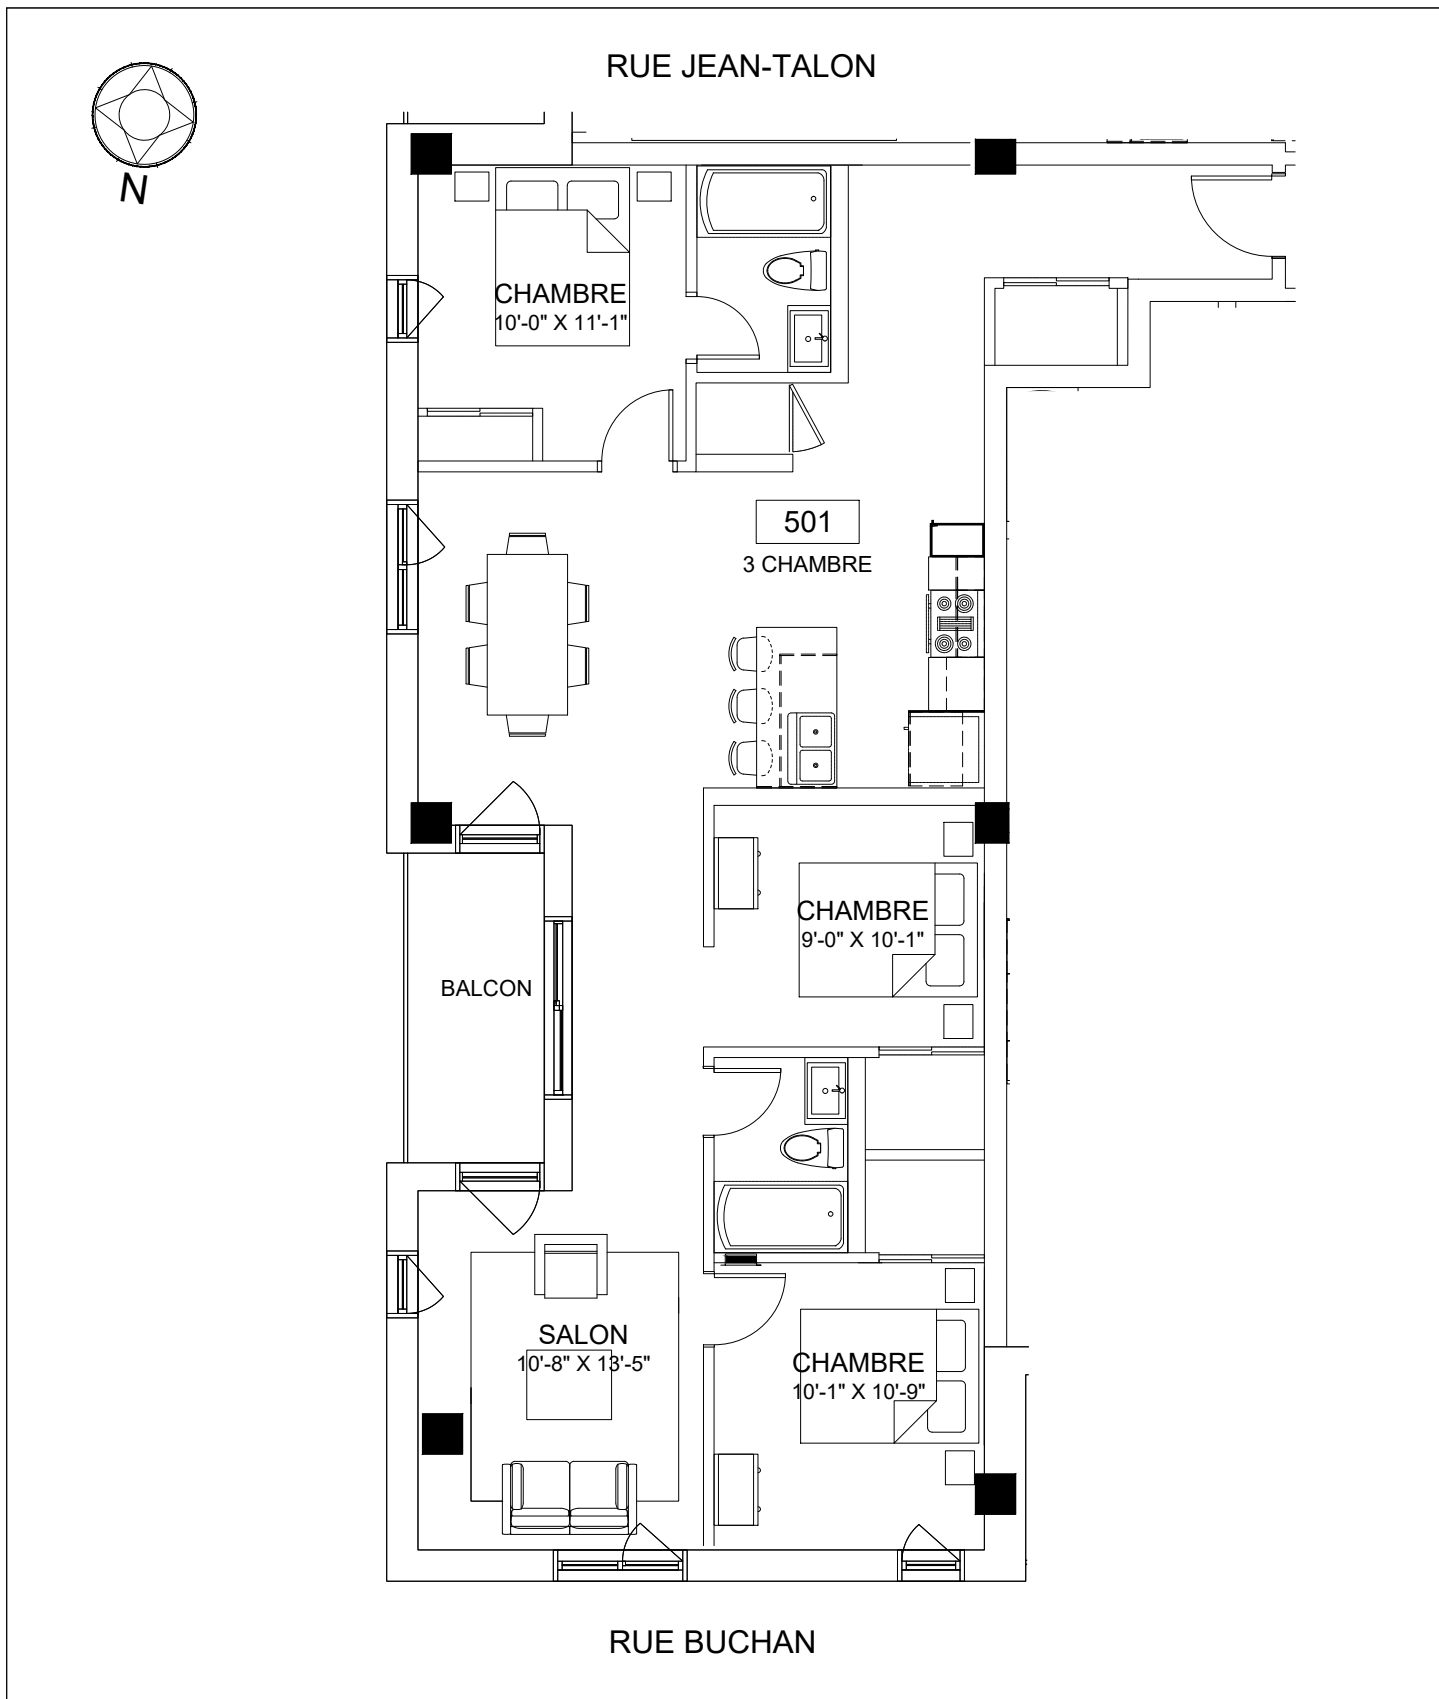 RUE JEAN-TALON
N
CHAMBRE
10'-0" X 11'-1"
501
3 CHAMBRE
CHAMBRE
9'-0" X 10'-1"
BALCON
SALON
10'-8" X 13'-5"
CHAMBRE
10'-1" X 10'-9"
RUE BUCHAN